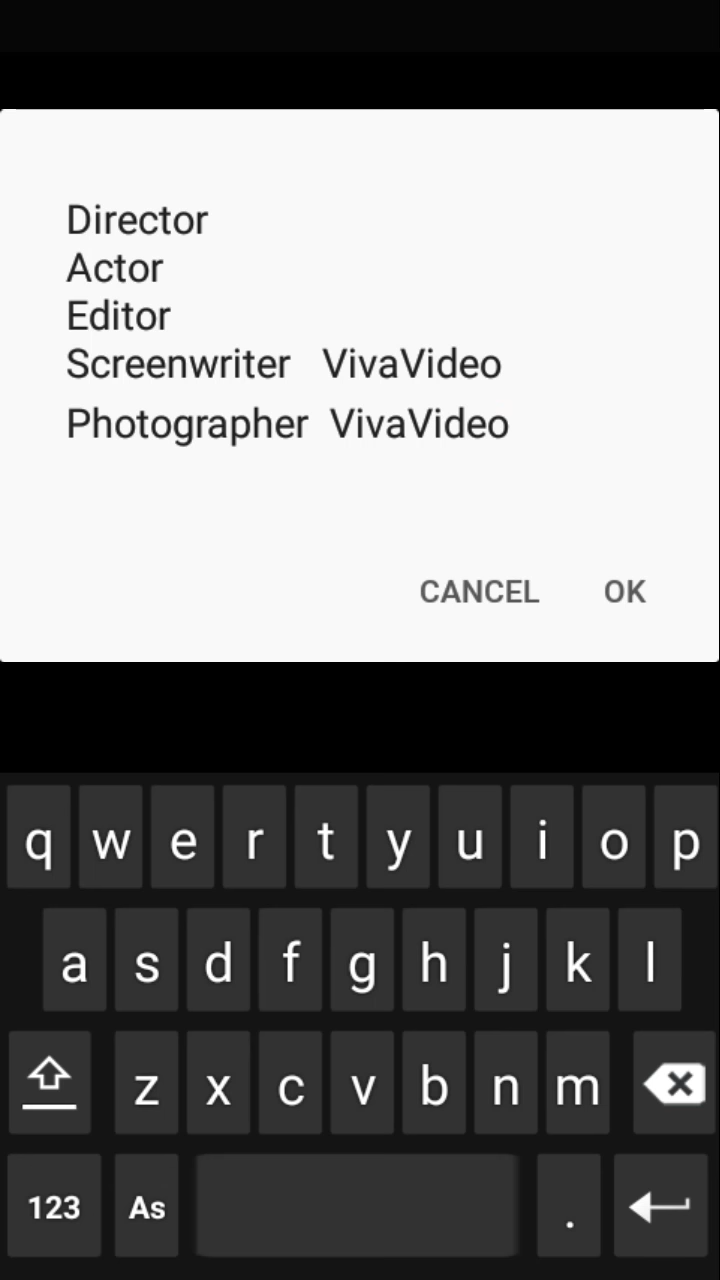 Director
Actor
Editor
Screenwriter VivaVideo
Photographer VivaVideo
CANCEL OK
q w e r t y u i o p
a s d f g h j k l
z x c v b n m
123 As .